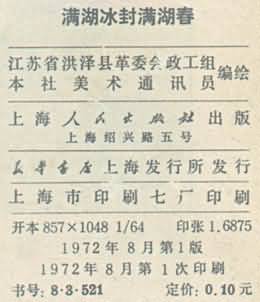 满湖冰封满湖春
江苏省洪泽县革委会政工组
本社美术通讯员
编绘
上海人民出版社出版
上海绍兴路五号
新华书店上海发行所发行
上海市印刷七厂印刷
开本 857×1048 1/64 印张 1.6875
1972年8月第1版
1972年8月第1次印刷
书号: 8·3·521 定价: 0.10元